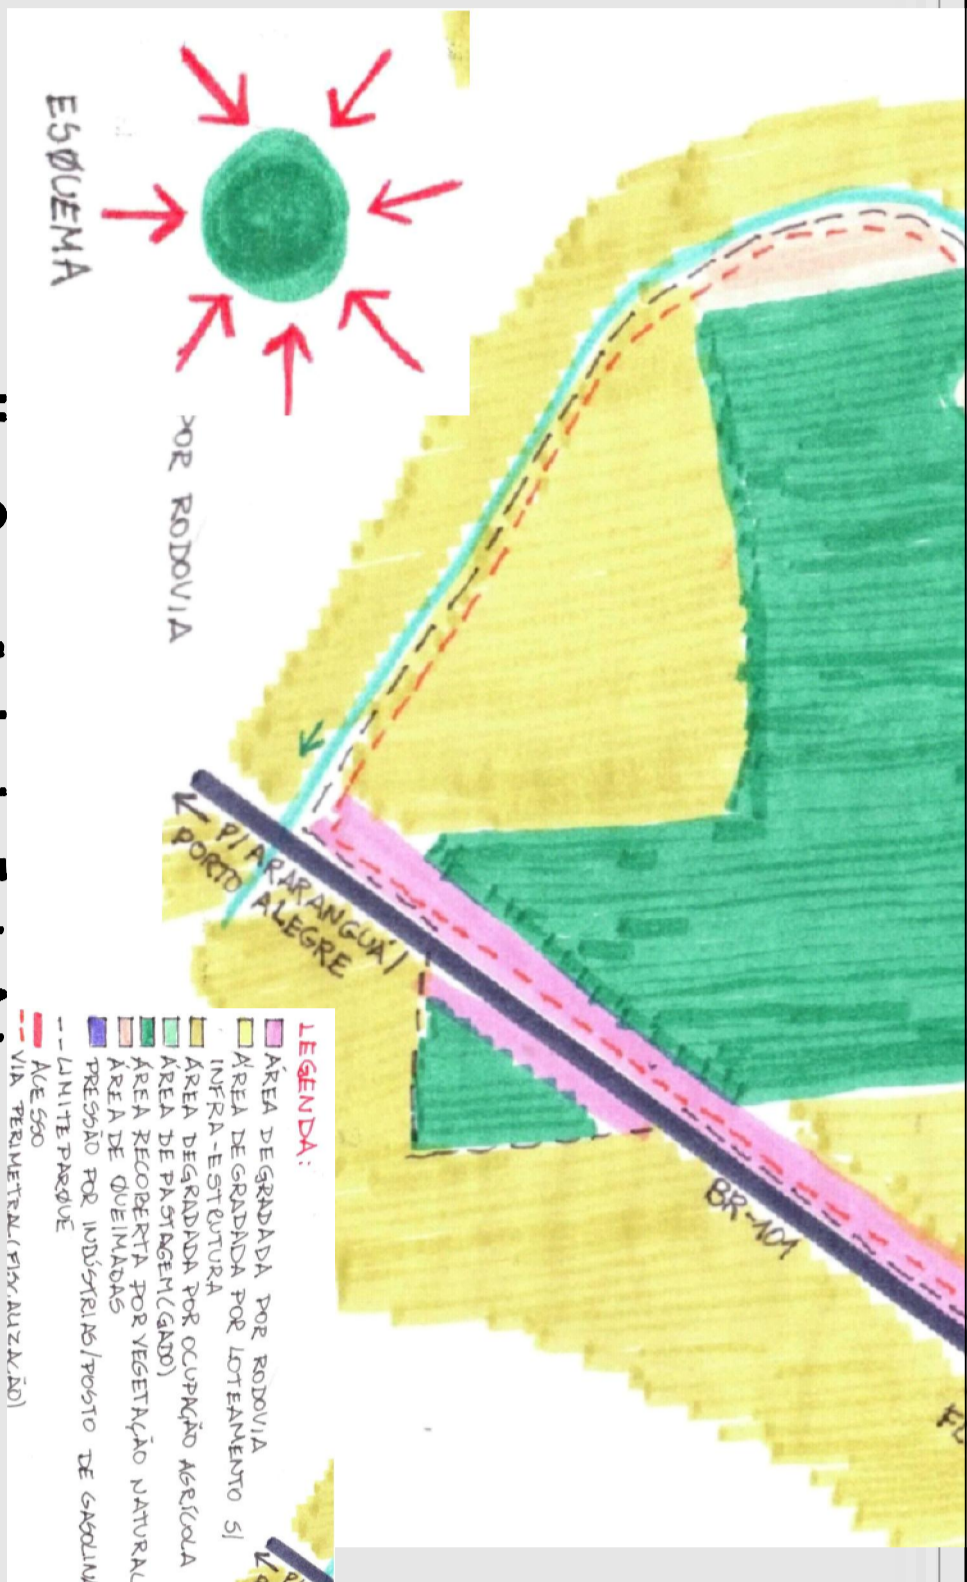 ESQUEMA
POR RODOVIA
P/ ARARANGUÁ/
PORTO ALEGRE
BR-101
LEGENDA:
ÁREA DEGRADADA POR RODOVIA
ÁREA DEGRADADA POR LOTEAMENTO S/
INFRA-ESTRUTURA
ÁREA DEGRADADA POR OCUPAÇÃO AGRÍCOLA
ÁREA DE PASTAGEM (GADO)
ÁREA RECOBERTA POR VEGETAÇÃO NATURAL
ÁREA DE QUEIMADAS
PRESSÃO POR INDÚSTRIAS/POSTO DE GASOLINA
LIMITE PARQUE
ACESSO
VIA PERIMETRAL (FISCALIZAÇÃO)